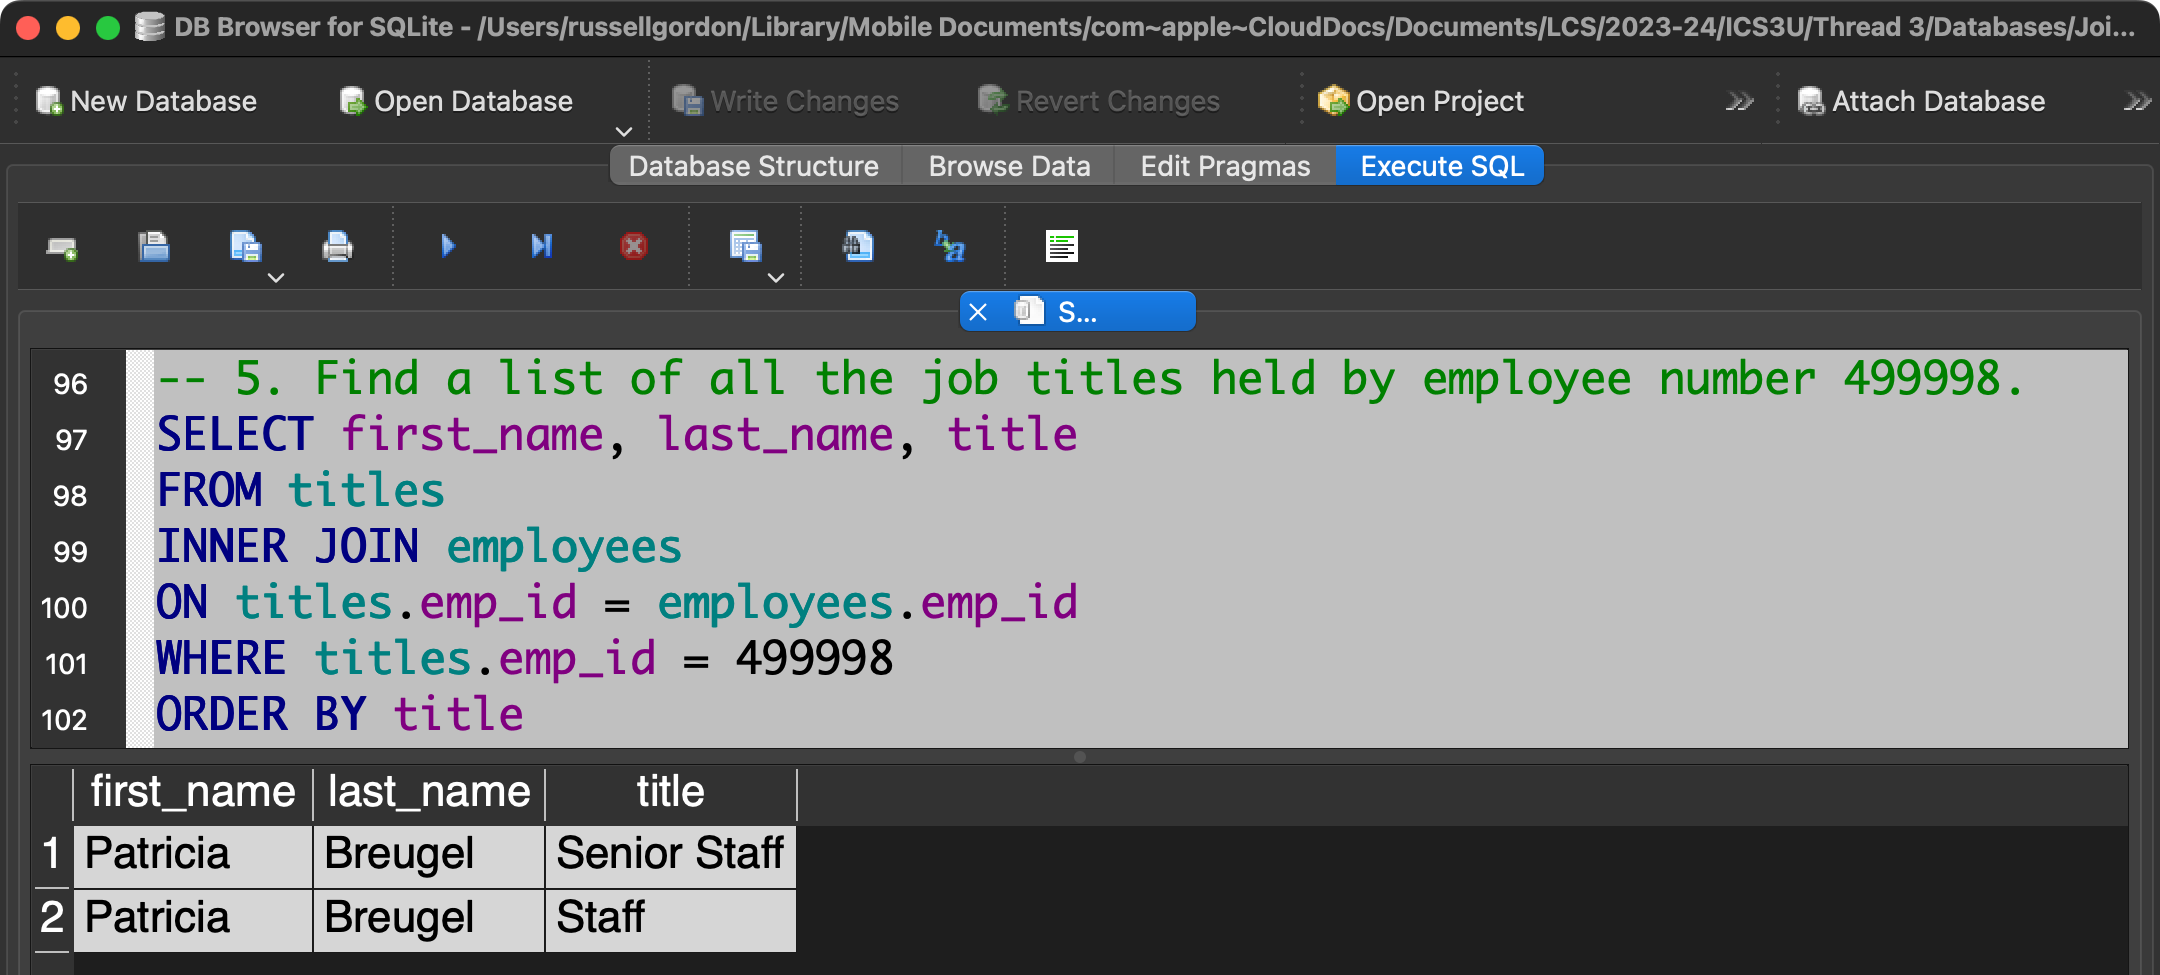 DB Browser for SQLite - /Users/russellgordon/Library/Mobile Documents/com~apple~CloudDocs/Documents/LCS/2023-24/ICS3U/Thread 3/Databases/Joi...
New Database Open Database Write Changes Revert Changes Open Project Attach Database
Database Structure Browse Data Edit Pragmas Execute SQL
S...
96 -- 5. Find a list of all the job titles held by employee number 499998.
97 SELECT first_name, last_name, title
98 FROM titles
99 INNER JOIN employees
100 ON titles.emp_id = employees.emp_id
101 WHERE titles.emp_id = 499998
102 ORDER BY title
first_name last_name title
1 Patricia Breugel Senior Staff
2 Patricia Breugel Staff